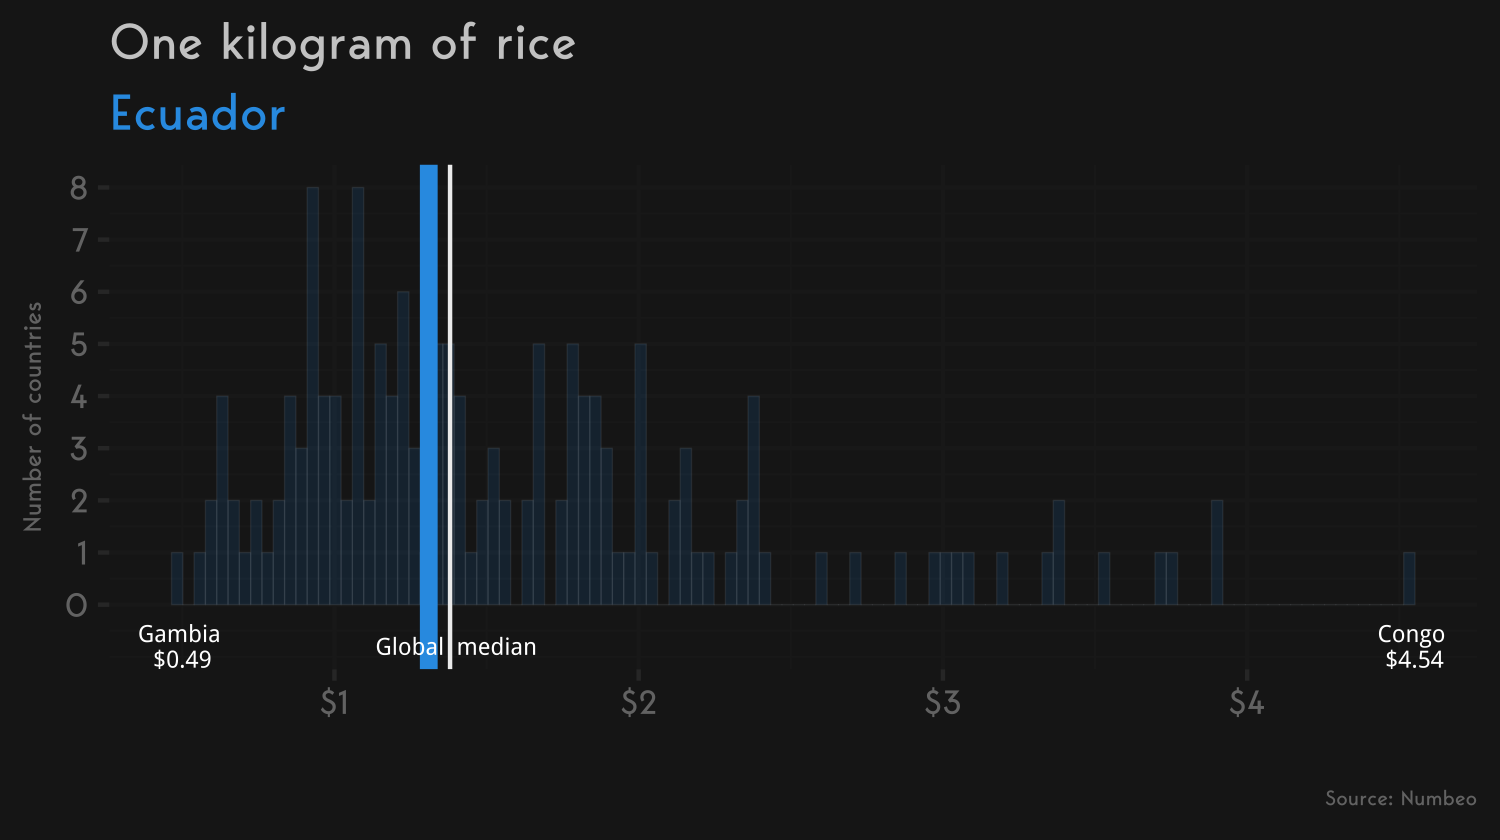 One kilogram of rice
Ecuador
Number of countries
8
7
6
5
4
3
2
1
0
Gambia
$0.49
Global median
Congo
$4.54
$1
$2
$3
$4
Source: Numbeo